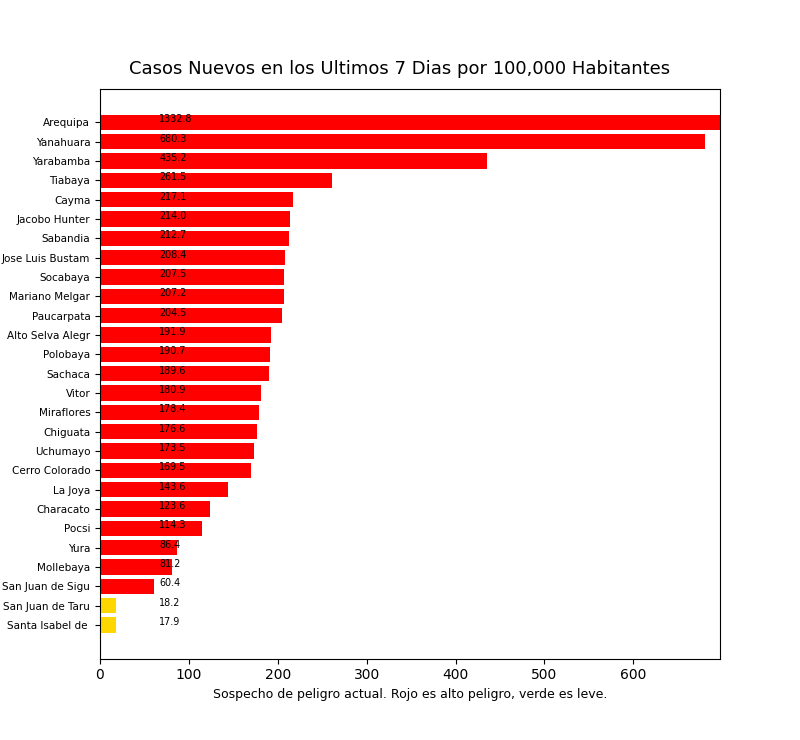 Casos Nuevos en los Ultimos 7 Dias por 100,000 Habitantes
Arequipa 1332.8
Yanahuara 680.3
Yarabamba 435.2
Tiabaya 261.5
Cayma 217.1
Jacobo Hunter 214.0
Sabandia 212.7
Jose Luis Bustam 208.4
Socabaya 207.5
Mariano Melgar 207.2
Paucarpata 204.5
Alto Selva Alegr 191.9
Polobaya 190.7
Sachaca 189.6
Vitor 180.9
Miraflores 178.4
Chiguata 176.6
Uchumayo 173.5
Cerro Colorado 169.5
La Joya 143.6
Characato 123.6
Pocsi 114.3
Yura 86.4
Mollebaya 81.2
San Juan de Sigu 60.4
San Juan de Taru 18.2
Santa Isabel de 17.9
0 100 200 300 400 500 600
Sospecho de peligro actual. Rojo es alto peligro, verde es leve.